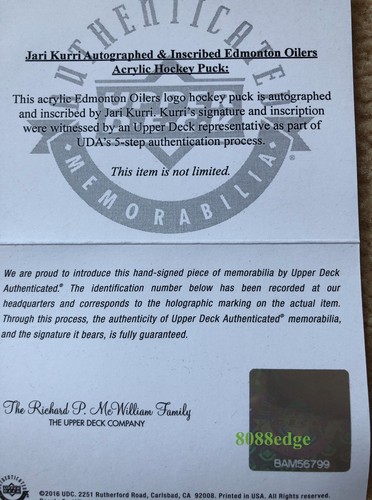 Jari Kurri Autographed & Inscribed Edmonton Oilers
Acrylic Hockey Puck:
This acrylic Edmonton Oilers logo hockey puck is autographed
and inscribed by Jari Kurri. Kurri's signature and inscription
were witnessed by an Upper Deck representative as part of
UDA's 5-step authentication process.
This item is not limited.
AUTHENTICATED
MEMORABILIA
®
We are proud to introduce this hand-signed piece of memorabilia by Upper Deck
Authenticated.® The identification number below has been recorded at our
headquarters and corresponds to the holographic marking on the actual item.
Through this process, the authenticity of Upper Deck Authenticated® memorabilia,
and the signature it bears, is fully guaranteed.
The Richard P. McWilliam Family
THE UPPER DECK COMPANY
8088edge
BAM56799
©2016 UDC. 2251 Rutherford Road, Carlsbad, CA 92008. Printed in USA. All Rights Reserved.